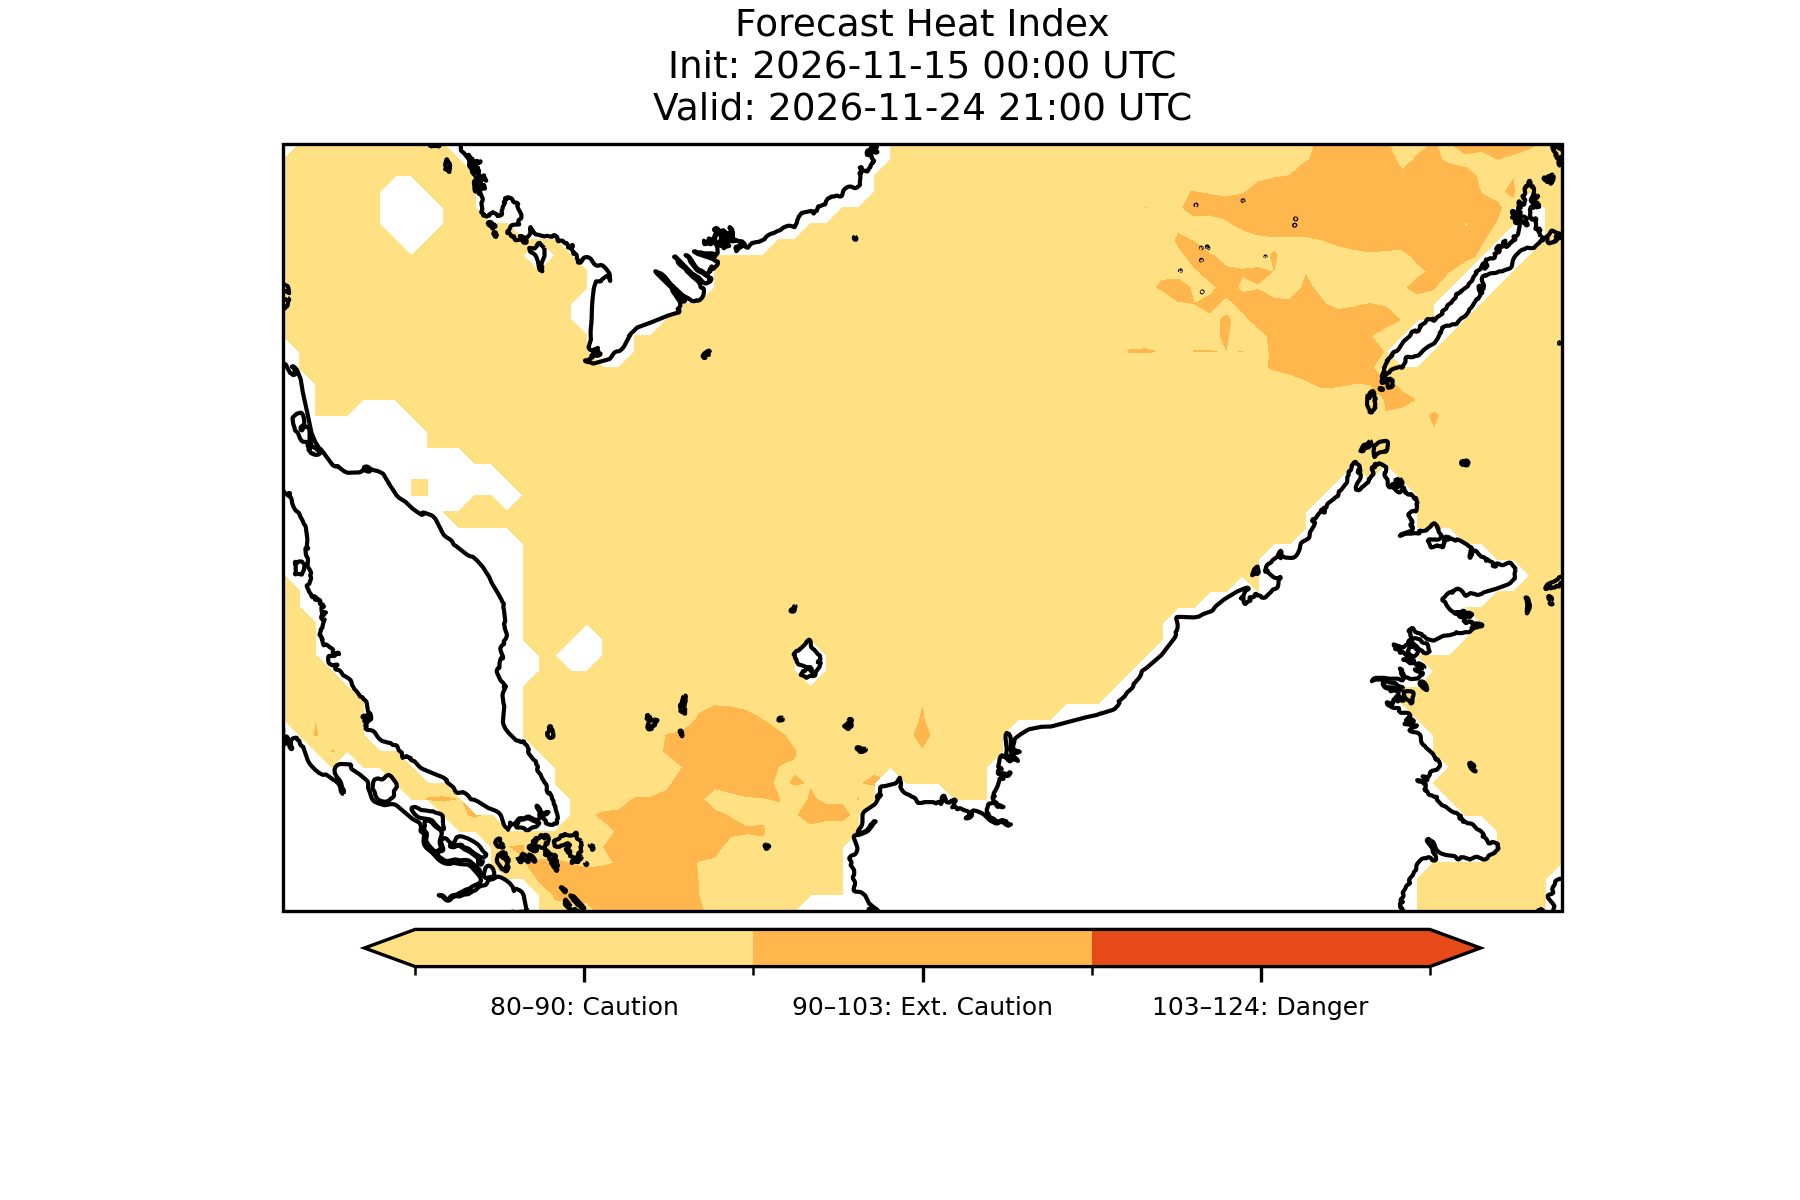 Forecast Heat Index
Init: 2026-11-15 00:00 UTC
Valid: 2026-11-24 21:00 UTC
80–90: Caution
90–103: Ext. Caution
103–124: Danger